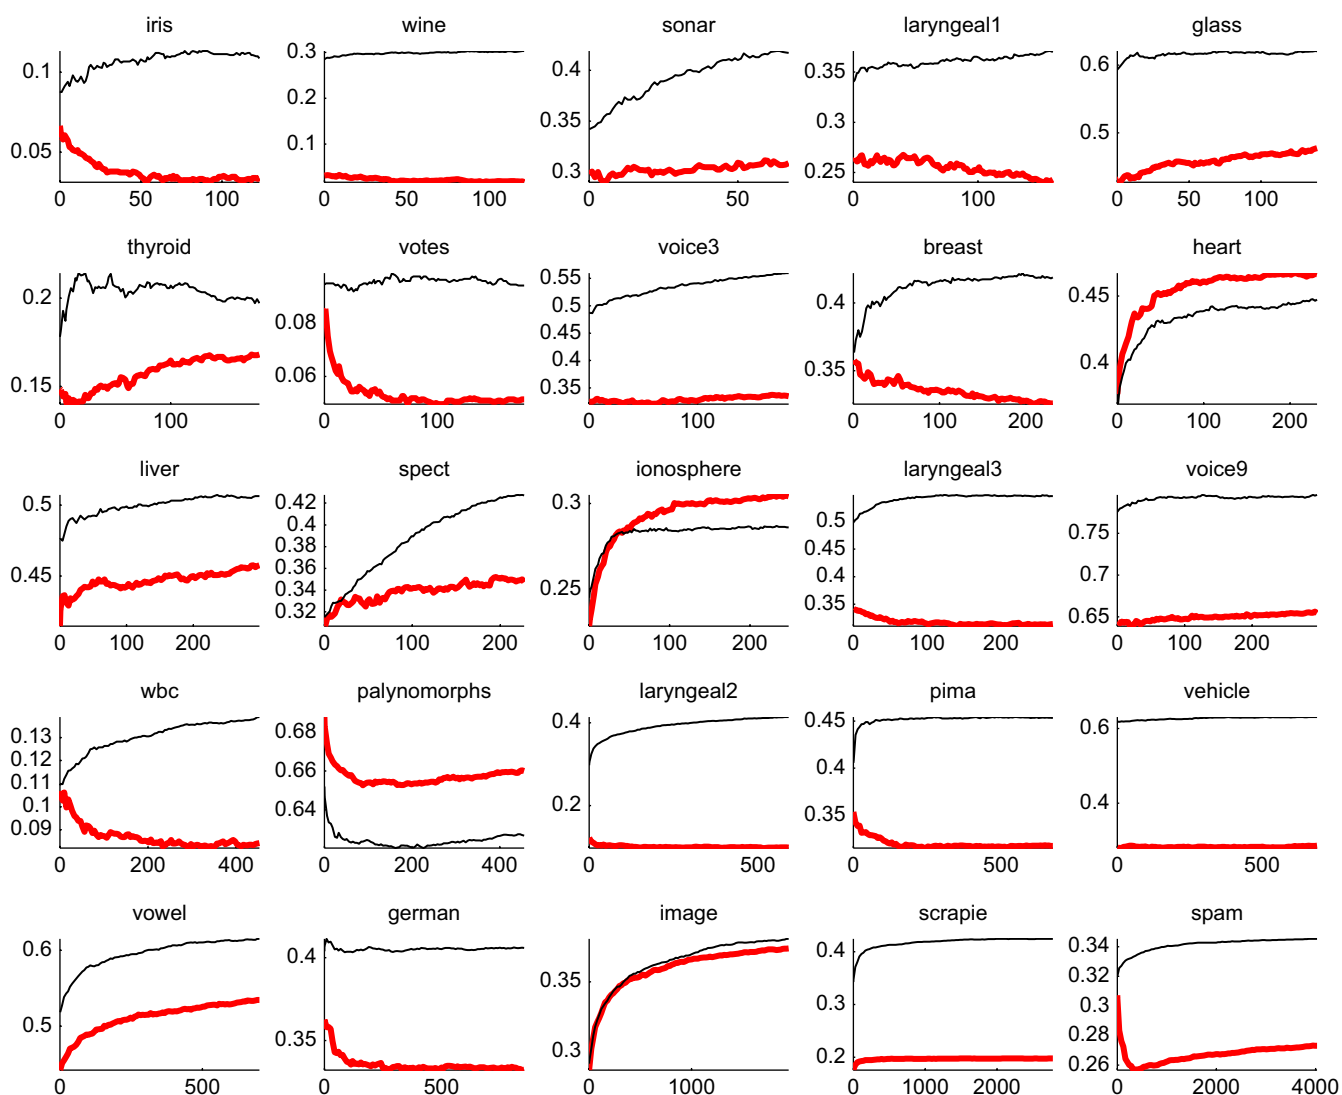 iris wine sonar laryngeal1 glass
0.1 0.05 0 50 100
0.3 0.2 0.1 0 50 100
0.4 0.35 0.3 0 50
0.35 0.3 0.25 0 100
0.6 0.5 0 50 100
thyroid votes voice3 breast heart
0.2 0.15 0 100
0.08 0.06 0 100
0.55 0.5 0.45 0.4 0.35 0 100
0.4 0.35 0 100 200
0.45 0.4 0 100 200
liver spect ionosphere laryngeal3 voice9
0.5 0.45 0 100 200
0.42 0.4 0.38 0.36 0.34 0.32 0 100 200
0.3 0.25 0 100 200
0.5 0.45 0.4 0.35 0 100 200
0.75 0.7 0.65 0 100 200
wbc palynomorphs laryngeal2 pima vehicle
0.13 0.12 0.11 0.1 0.09 0 200 400
0.68 0.66 0.64 0 200 400
0.4 0.2 0 500
0.45 0.4 0.35 0 500
0.6 0.4 0 500
vowel german image scrapie spam
0.6 0.5 0 500
0.4 0.35 0 500
0.35 0.3 0 1000
0.4 0.3 0.2 0 1000 2000
0.34 0.32 0.3 0.28 0.26 0 2000 4000